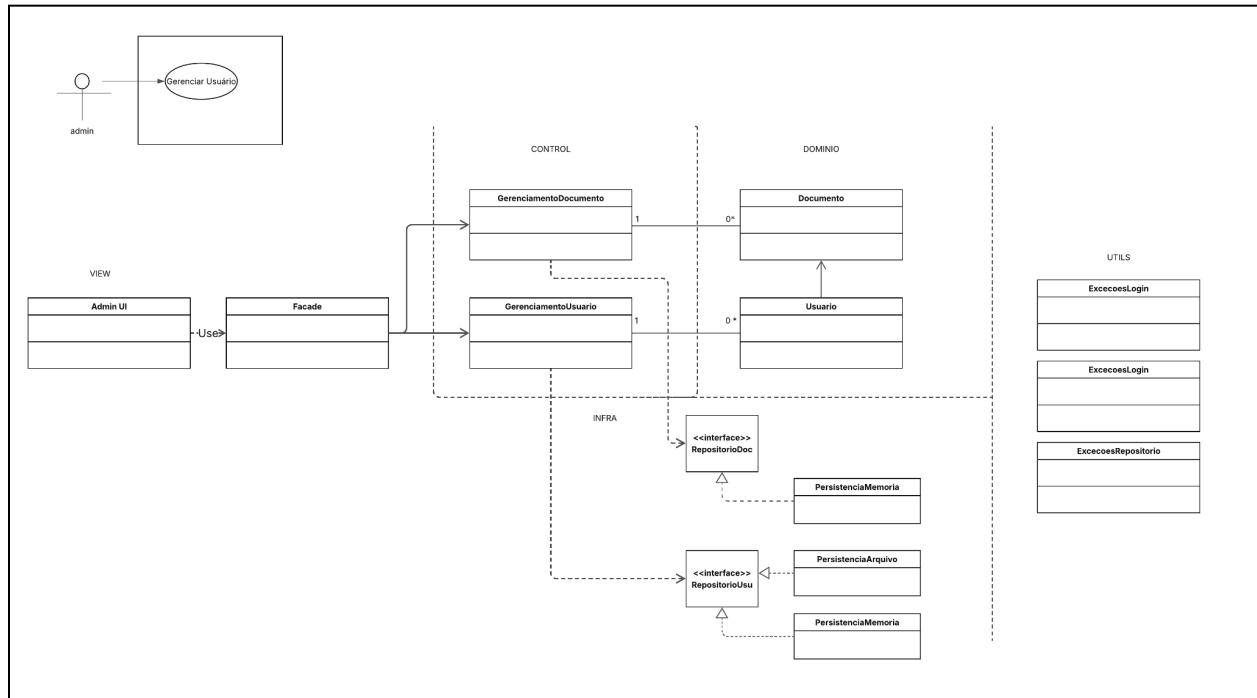 Gerenciar Usuário
admin
CONTROL
DOMINIO
GerenciamentoDocumento
Documento
1
0*
VIEW
UTILS
Admin UI
Facade
GerenciamentoUsuario
Usuario
ExcecoesLogin
Use
1
0 *
ExcecoesLogin
INFRA
<<interface>>
RepositorioDoc
ExcecoesRepositorio
PersistenciaMemoria
<<interface>>
RepositorioUsu
PersistenciaArquivo
PersistenciaMemoria